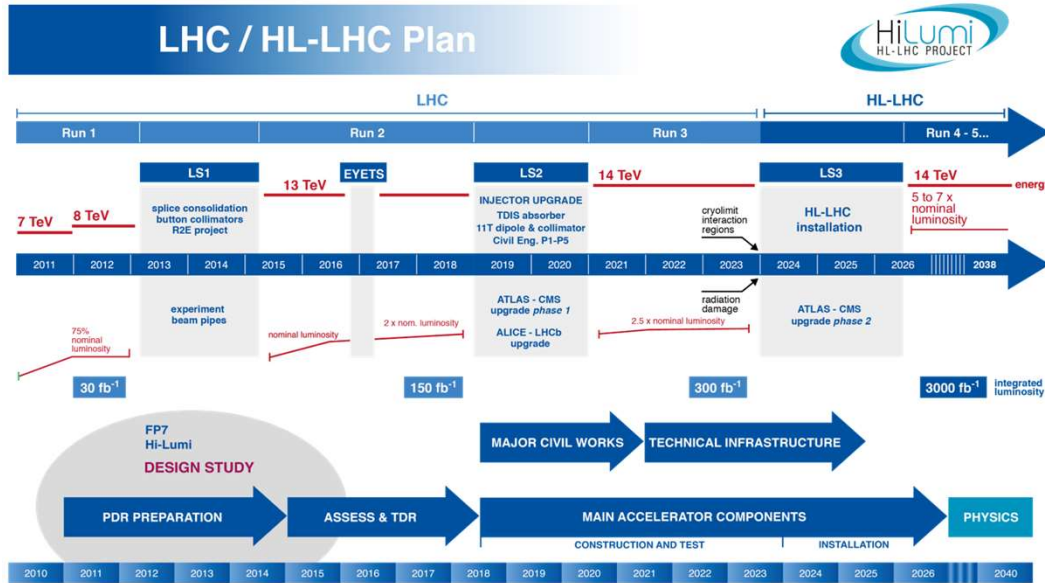 LHC / HL-LHC Plan
HiLumi
HL-LHC PROJECT
LHC
HL-LHC
Run 1
Run 2
Run 3
Run 4 - 5...
LS1
EYETS
LS2
LS3
7 TeV
8 TeV
13 TeV
14 TeV
14 TeV
energ
splice consolidation
button collimators
R2E project
INJECTOR UPGRADE
TDIS absorber
11T dipole & collimator
Civil Eng. P1-P5
cryolimit
interaction
regions
HL-LHC
installation
5 to 7 x
nominal
luminosity
2011 2012 2013 2014 2015 2016 2017 2018 2019 2020 2021 2022 2023 2024 2025 2026 2038
75%
nominal
luminosity
experiment
beam pipes
nominal luminosity
2 x nom. luminosity
ATLAS - CMS
upgrade phase 1
ALICE - LHCb
upgrade
2.5 x nominal luminosity
radiation
damage
ATLAS - CMS
upgrade phase 2
30 fb⁻¹
150 fb⁻¹
300 fb⁻¹
3000 fb⁻¹
integrated
luminosity
FP7
Hi-Lumi
DESIGN STUDY
MAJOR CIVIL WORKS
TECHNICAL INFRASTRUCTURE
PDR PREPARATION
ASSESS & TDR
MAIN ACCELERATOR COMPONENTS
PHYSICS
CONSTRUCTION AND TEST
INSTALLATION
2010 2011 2012 2013 2014 2015 2016 2017 2018 2019 2020 2021 2022 2023 2024 2025 2026 2040